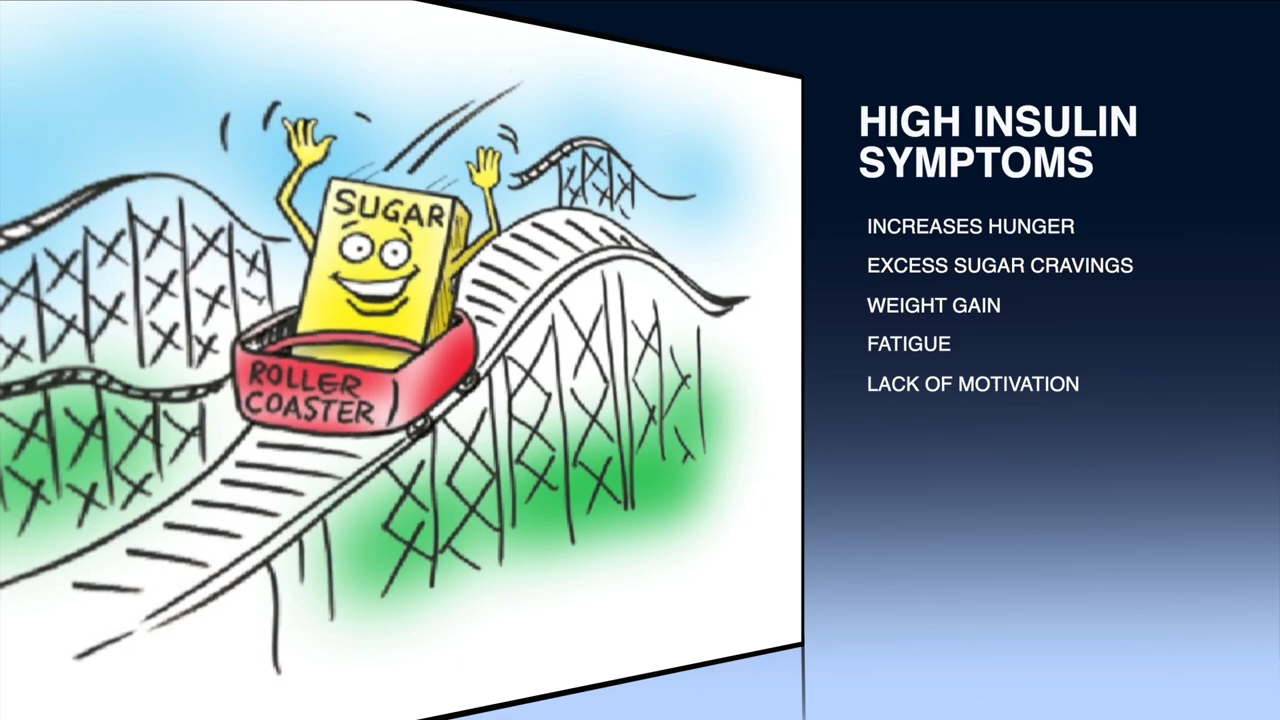 SUGAR
ROLLER
COASTER
HIGH INSULIN
SYMPTOMS
INCREASES HUNGER
EXCESS SUGAR CRAVINGS
WEIGHT GAIN
FATIGUE
LACK OF MOTIVATION